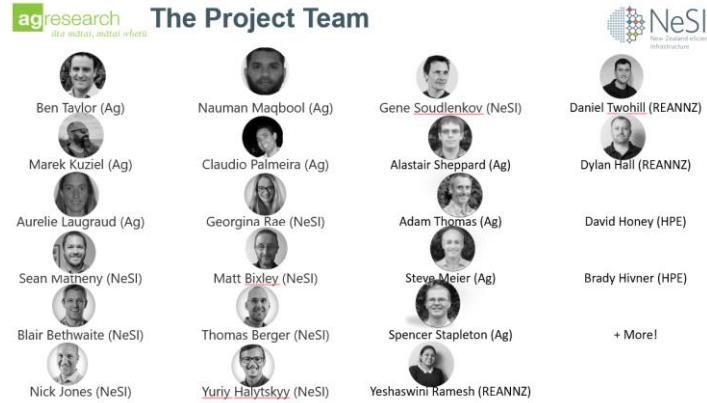 agresearch
āta mātai, mātai whetū
The Project Team
NeSI
New Zealand eScience
Infrastructure
Ben Taylor (Ag)
Nauman Maqbool (Ag)
Gene Soudlenkov (NeSI)
Daniel Twohill (REANNZ)
Marek Kuziel (Ag)
Claudio Palmeira (Ag)
Alastair Sheppard (Ag)
Dylan Hall (REANNZ)
Aurelie Laugraud (Ag)
Georgina Rae (NeSI)
Adam Thomas (Ag)
David Honey (HPE)
Sean Matheny (NeSI)
Matt Bixley (NeSI)
Steve Meier (Ag)
Brady Hivner (HPE)
Blair Bethwaite (NeSI)
Thomas Berger (NeSI)
Spencer Stapleton (Ag)
+ More!
Nick Jones (NeSI)
Yuriy Halytskyy (NeSI)
Yeshaswini Ramesh (REANNZ)